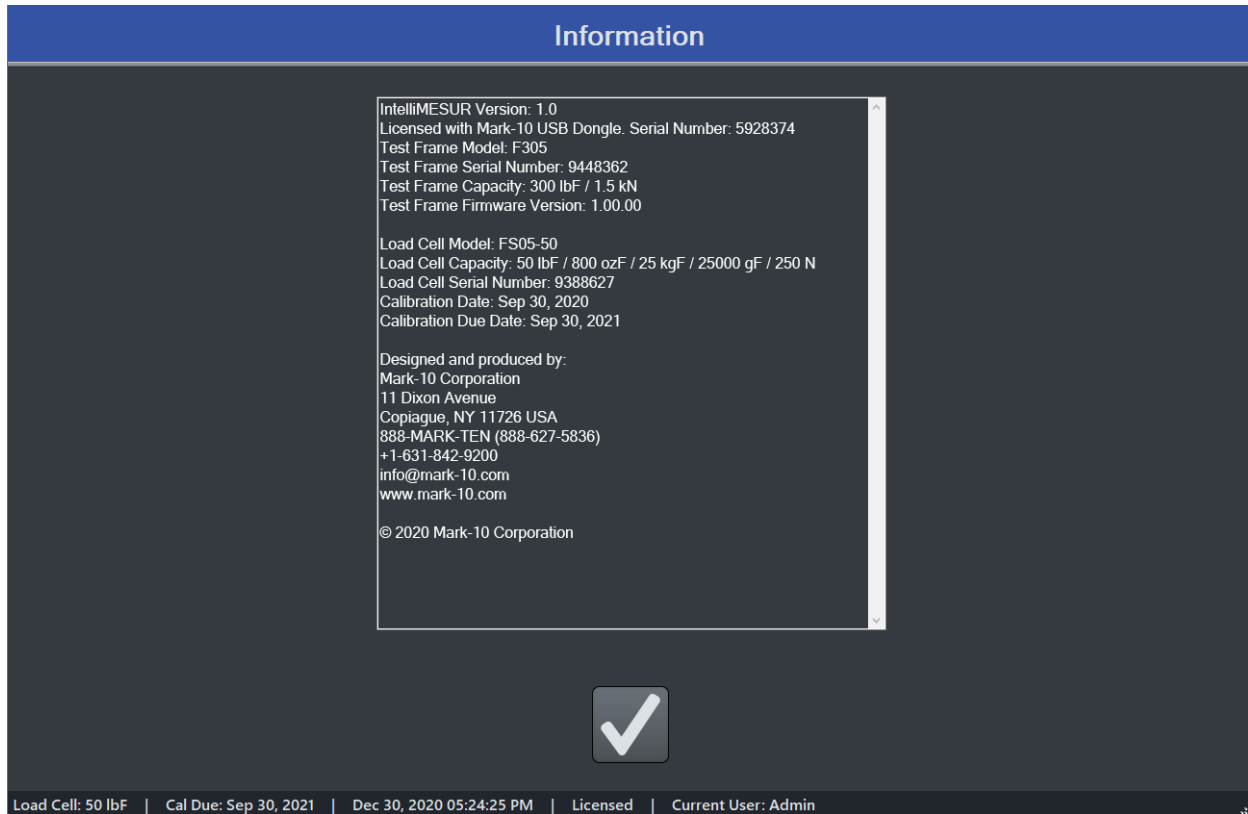 Information
IntelliMESUR Version: 1.0
Licensed with Mark-10 USB Dongle. Serial Number: 5928374
Test Frame Model: F305
Test Frame Serial Number: 9448362
Test Frame Capacity: 300 lbF / 1.5 kN
Test Frame Firmware Version: 1.00.00
Load Cell Model: FS05-50
Load Cell Capacity: 50 lbF / 800 ozF / 25 kgF / 25000 gF / 250 N
Load Cell Serial Number: 9388627
Calibration Date: Sep 30, 2020
Calibration Due Date: Sep 30, 2021
Designed and produced by:
Mark-10 Corporation
11 Dixon Avenue
Copiague, NY 11726 USA
888-MARK-TEN (888-627-5836)
+1-631-842-9200
info@mark-10.com
www.mark-10.com
© 2020 Mark-10 Corporation
Load Cell: 50 lbF | Cal Due: Sep 30, 2021 | Dec 30, 2020 05:24:25 PM | Licensed | Current User: Admin